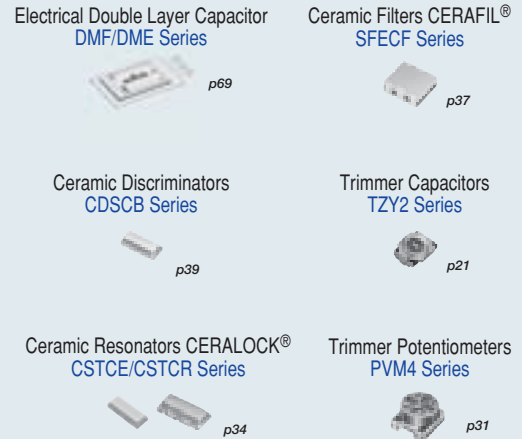 Electrical Double Layer Capacitor
DMF/DME Series
p69
Ceramic Filters CERAFIL®
SFECF Series
p37
Ceramic Discriminators
CDSCB Series
p39
Trimmer Capacitors
TZY2 Series
p21
Ceramic Resonators CERALOCK®
CSTCE/CSTCR Series
p34
Trimmer Potentiometers
PVM4 Series
p31